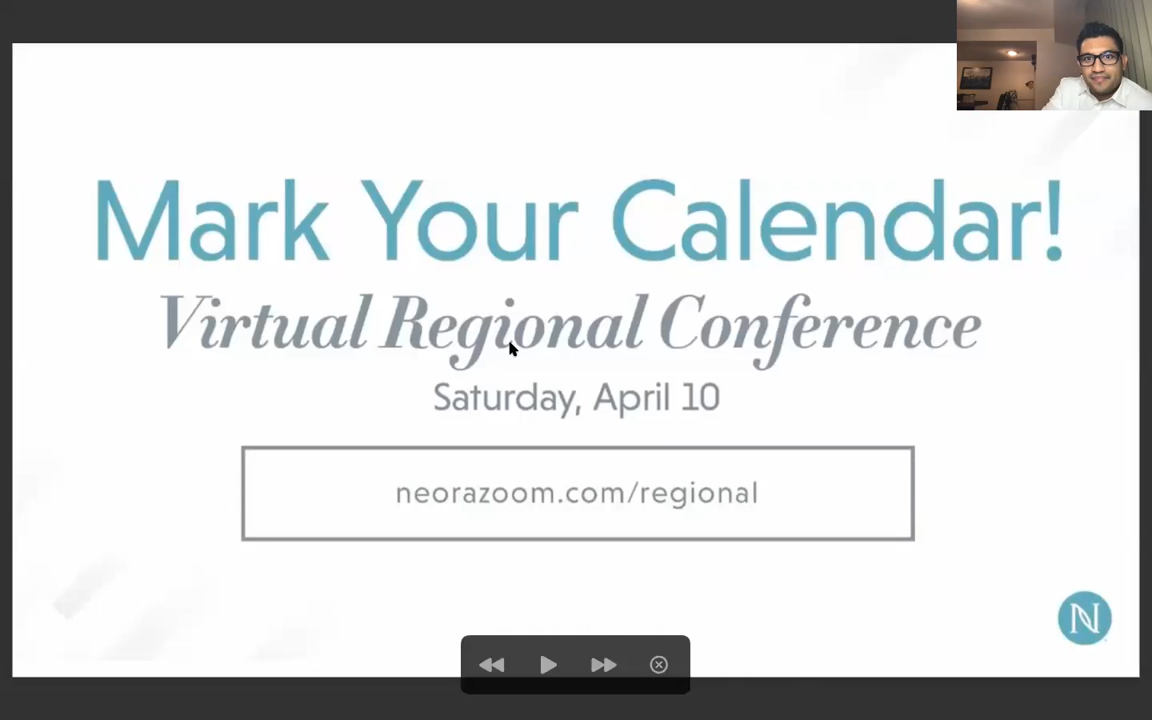 Mark Your Calendar!
Virtual Regional Conference
Saturday, April 10
neorazoom.com/regional
N